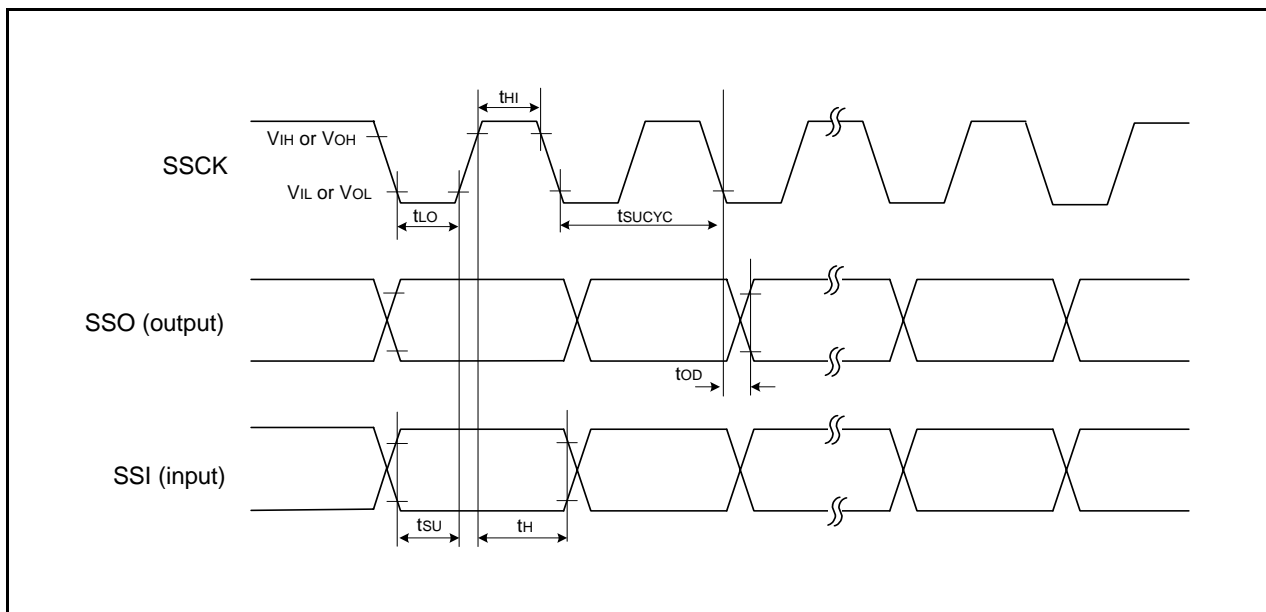 tHI
VIH or VOH
SSCK
VIL or VOL
tLO
tSUCYC
SSO (output)
tOD
SSI (input)
tSU
tH